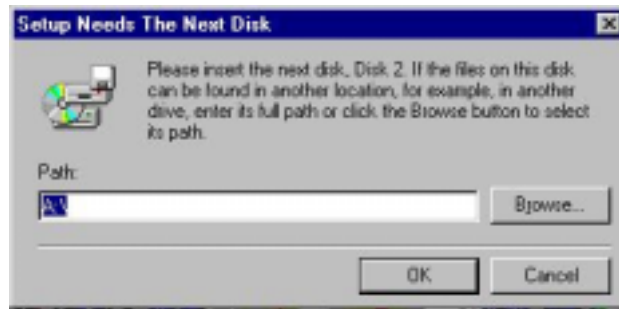 Setup Needs The Next Disk
Please insert the next disk, Disk 2. If the files on this disk
can be found in another location, for example, in another
drive, enter its full path or click the Browse button to select
its path.
Path:
A:\
Browse...
OK
Cancel